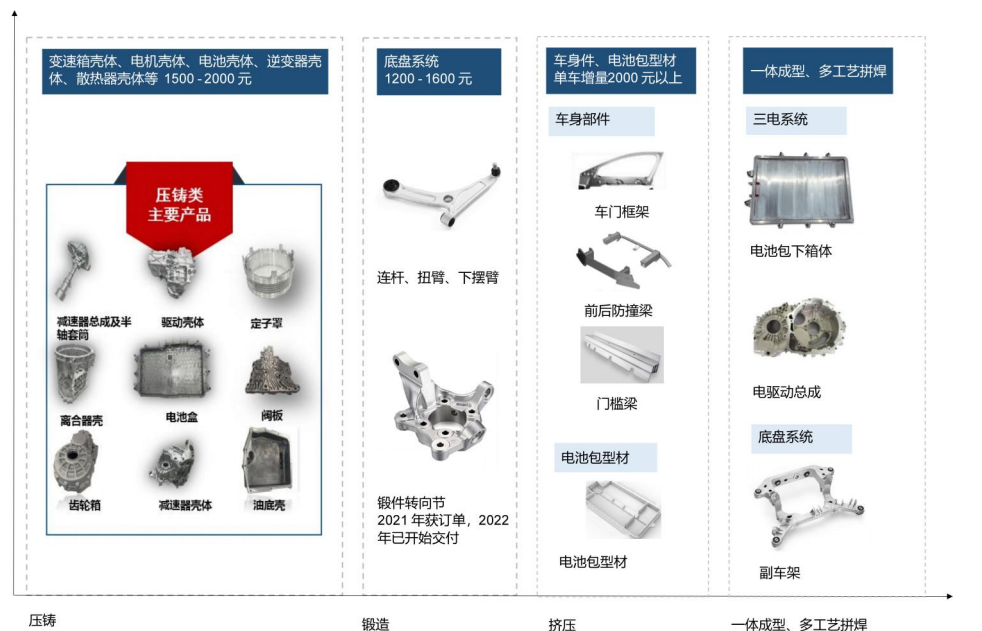 变速箱壳体、电机壳体、电池壳体、逆变器壳
体、散热器壳体等 1500 - 2000 元
压铸类
主要产品
减速器总成及半
轴套筒
驱动壳体
定子罩
离合器壳
电池盒
阀板
齿轮箱
减速器壳体
油底壳
底盘系统
1200 - 1600 元
连杆、扭臂、下摆臂
锻件转向节
2021 年获订单，2022
年已开始交付
车身件、电池包型材
单车增量2000 元以上
车身部件
车门框架
前后防撞梁
门槛梁
电池包型材
电池包型材
一体成型、多工艺拼焊
三电系统
电池包下箱体
电驱动总成
底盘系统
副车架
压铸
锻造
挤压
一体成型、多工艺拼焊